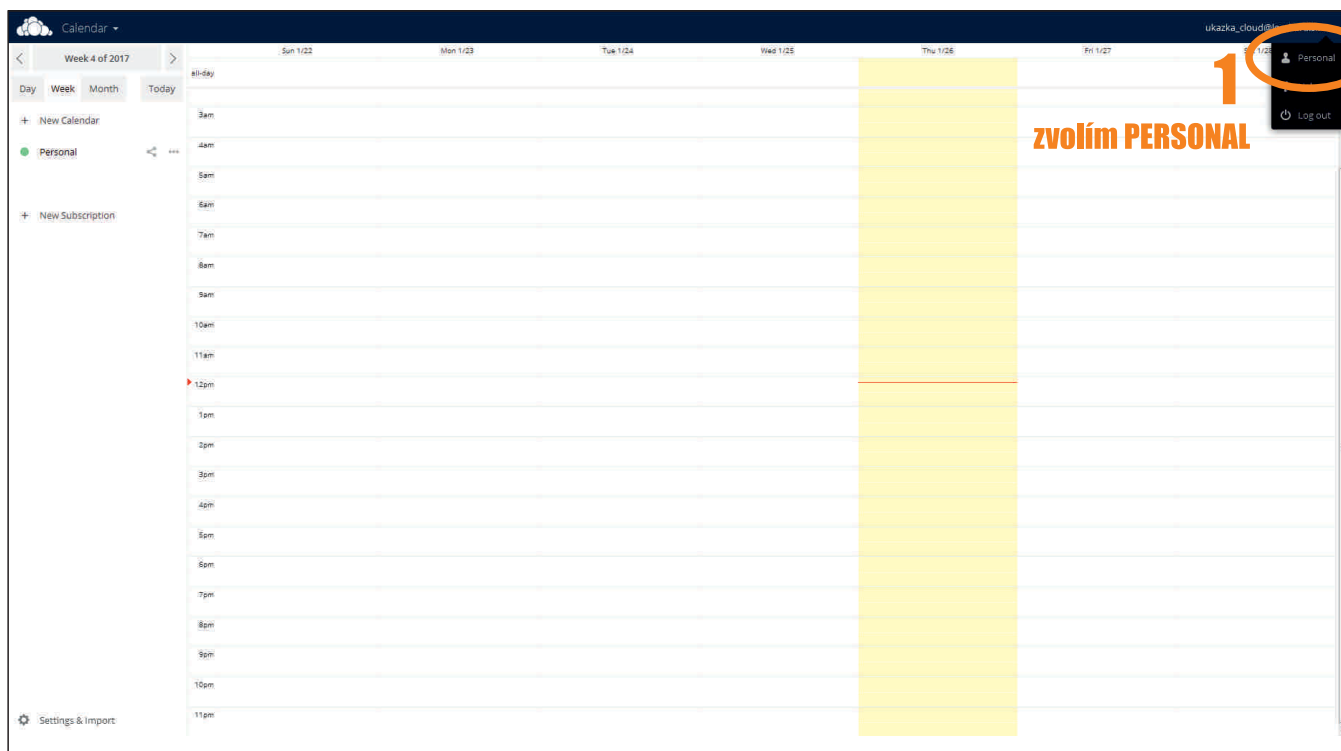 Calendar
ukazka_cloud@
Week 4 of 2017
Day Week Month Today
+ New Calendar
Personal
+ New Subscription
Settings & Import
Sun 1/22 Mon 1/23 Tue 1/24 Wed 1/25 Thu 1/26 Fri 1/27
all-day
3am
4am
5am
6am
7am
8am
9am
10am
11am
12pm
1pm
2pm
3pm
4pm
5pm
6pm
7pm
8pm
9pm
10pm
11pm
Personal
Log out
1
zvolím PERSONAL